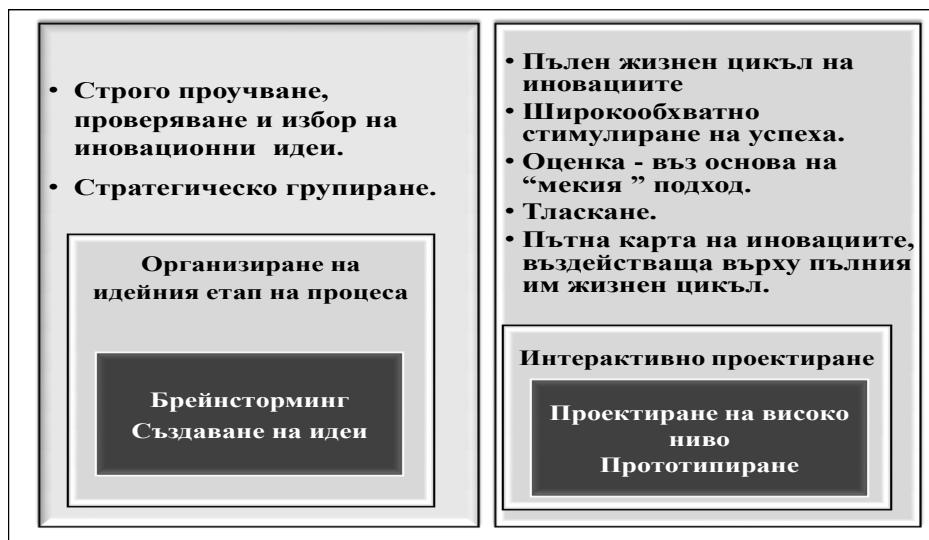 • Строго проучване,
проверяване и избор на
иновационни идеи.
• Стратегическо групиране.
Организиране на
идейния етап на процеса
Брейнсторминг
Създаване на идеи
• Пълен жизнен цикъл на
иновациите
• Широкообхватно
стимулиране на успеха.
• Оценка - въз основа на
“мекия ” подход.
• Тласкане.
• Пътна карта на иновациите,
въздействаща върху пълния
им жизнен цикъл.
Интерактивно проектиране
Проектиране на високо
ниво
Прототипиране